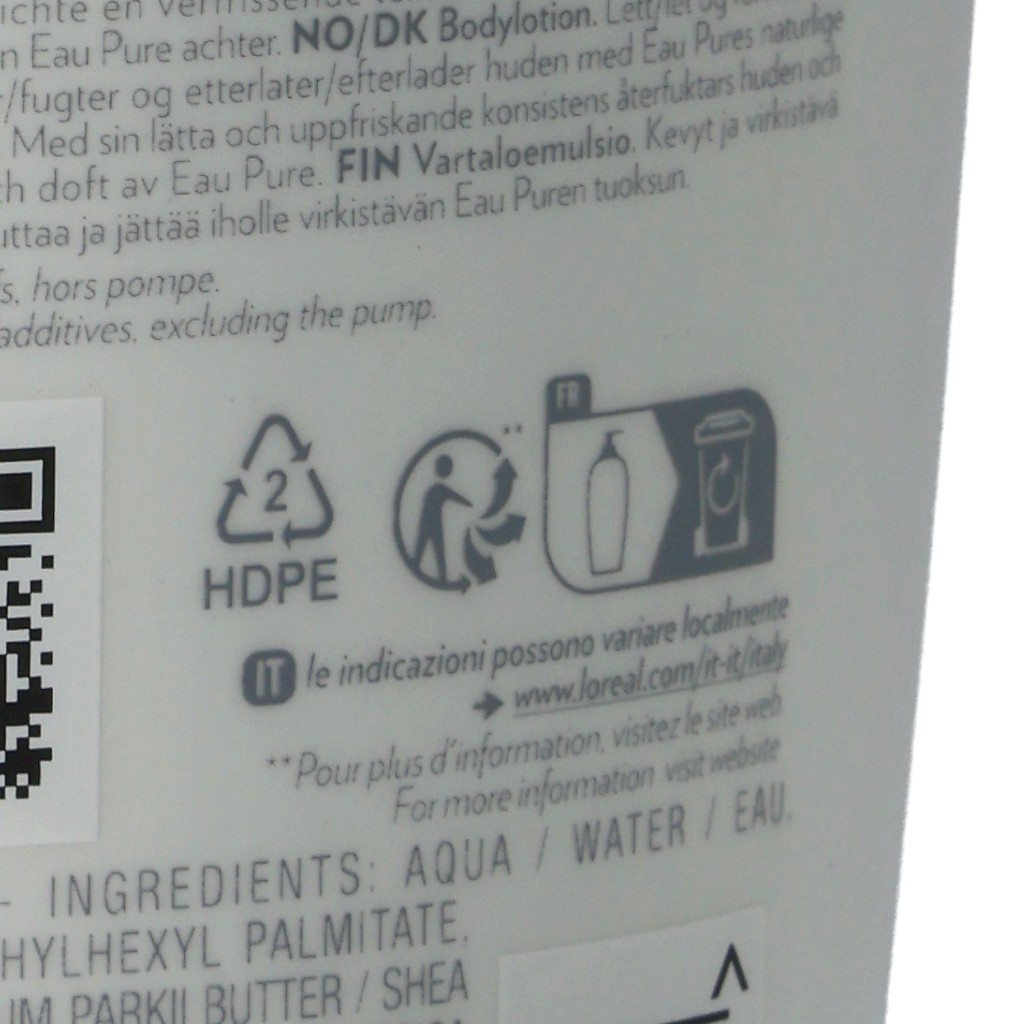 n Eau Pure achter. NO/DK Bodylotion. Lett/let og
r/fugter og etterlater/efterlader huden med Eau Pures naturlige
. Med sin lätta och uppfriskande konsistens återfuktars huden och
ch doft av Eau Pure. FIN Vartaloemulsio. Kevyt ja virkistävä
uttaa ja jättää iholle virkistävän Eau Puren tuoksun.
s, hors pompe.
additives, excluding the pump.
FR
2
**
HDPE
IT le indicazioni possono variare localmente
➔ www.loreal.com/it-it/italy
**Pour plus d'information, visitez le site web
For more information visit website
- INGREDIENTS: AQUA / WATER / EAU.
HYLHEXYL PALMITATE,
UM PARKII BUTTER / SHEA